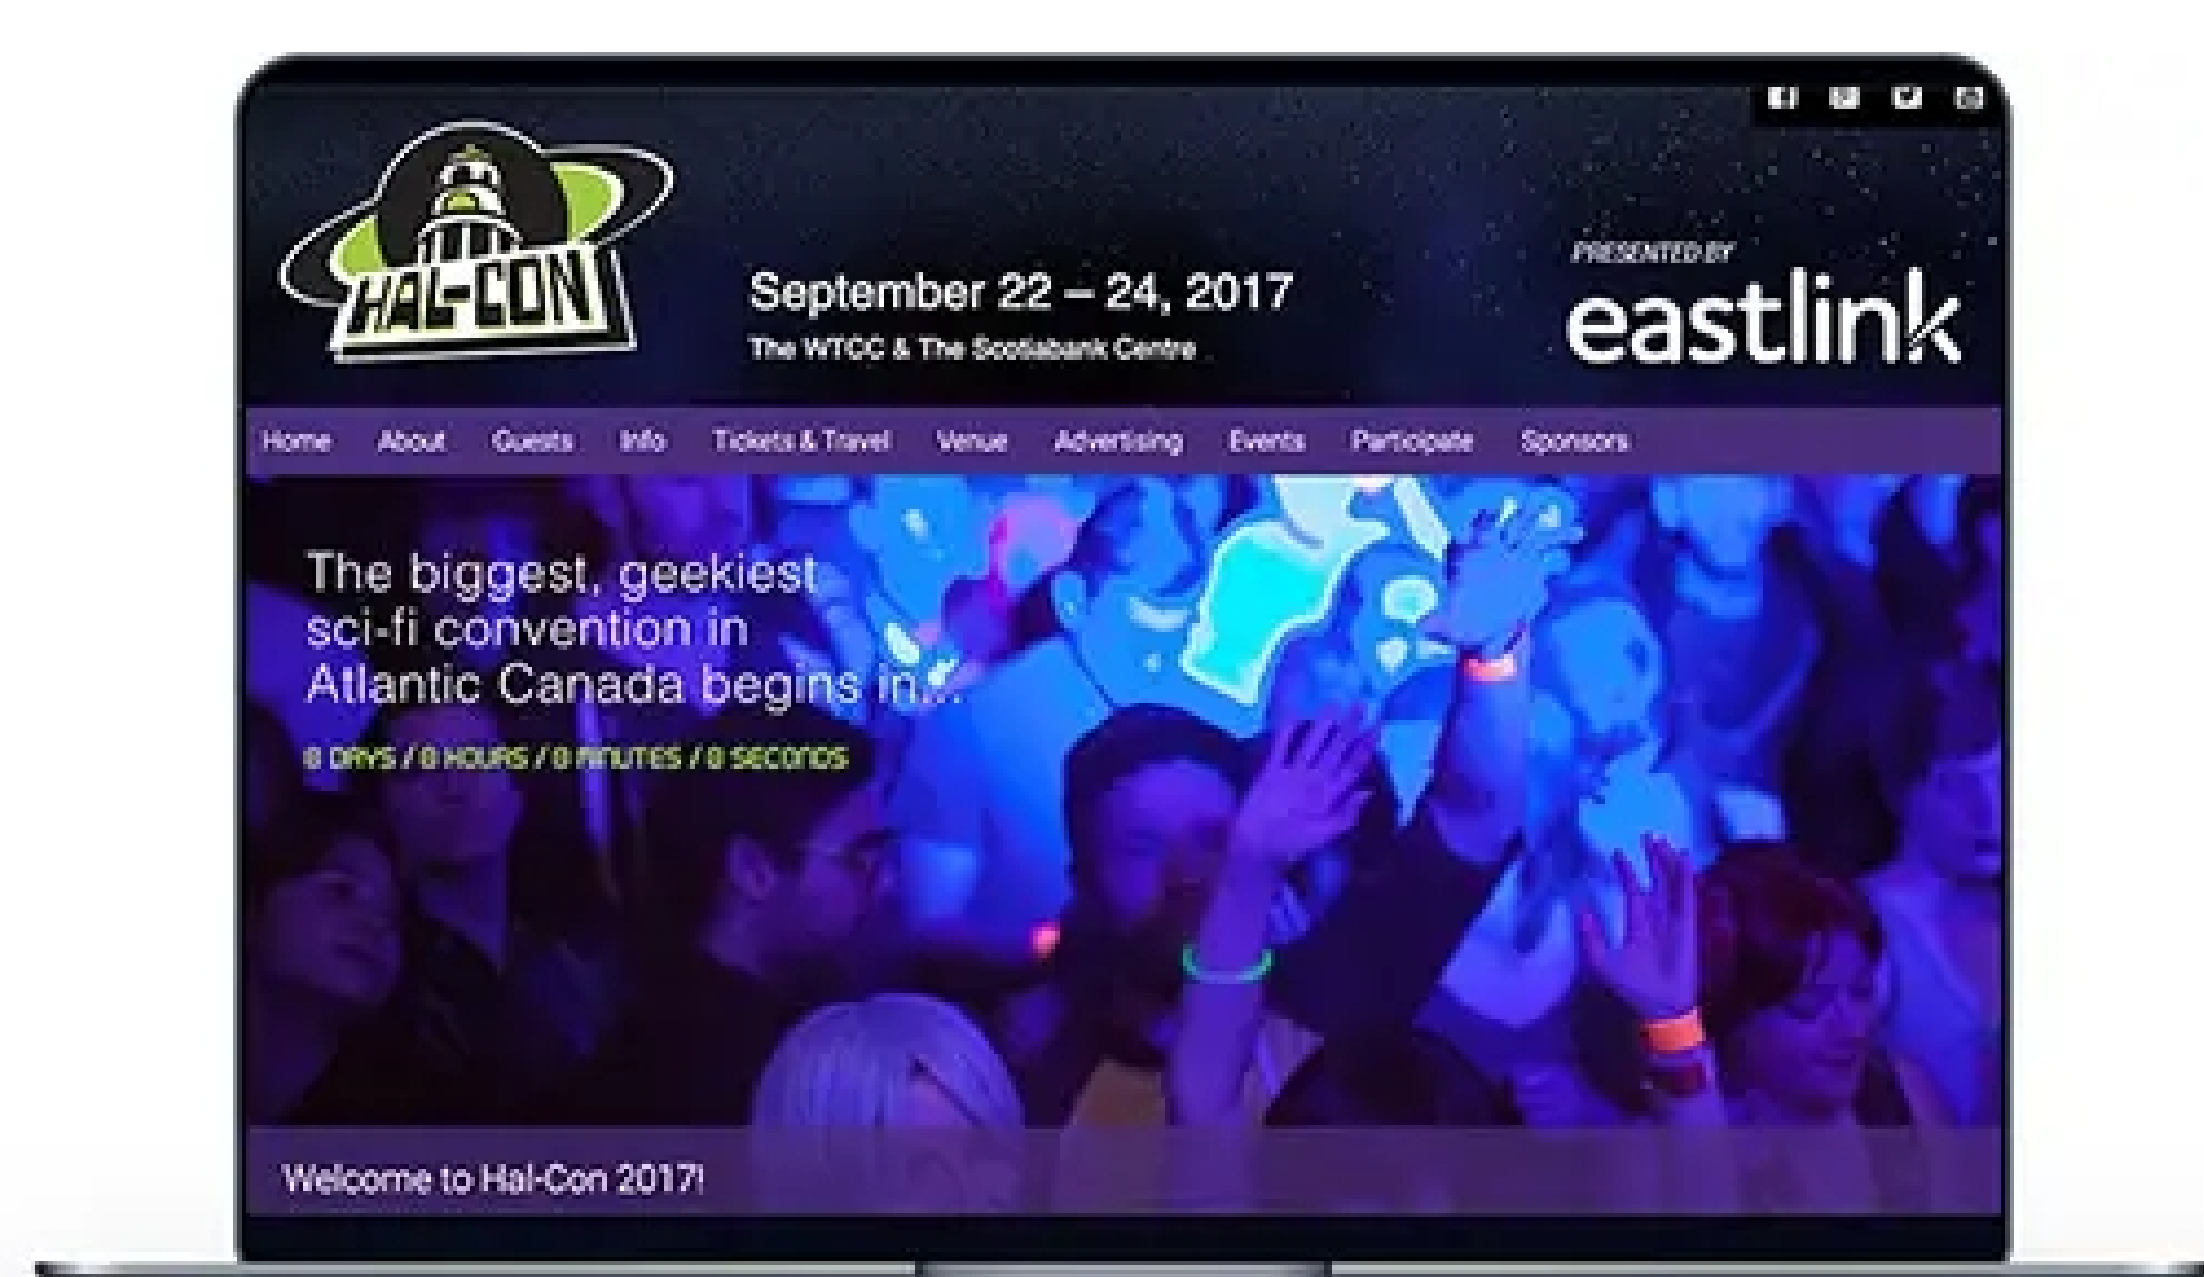 HAL-CON
September 22 – 24, 2017
The WTCC & The Scotiabank Centre
PRESENTED BY
eastlink
Home About Guests Info Tickets & Travel Venue Advertising Events Participate Sponsors
The biggest, geekiest
sci-fi convention in
Atlantic Canada begins in....
0 DAYS / 0 HOURS / 0 MINUTES / 0 SECONDS
Welcome to Hal-Con 2017!